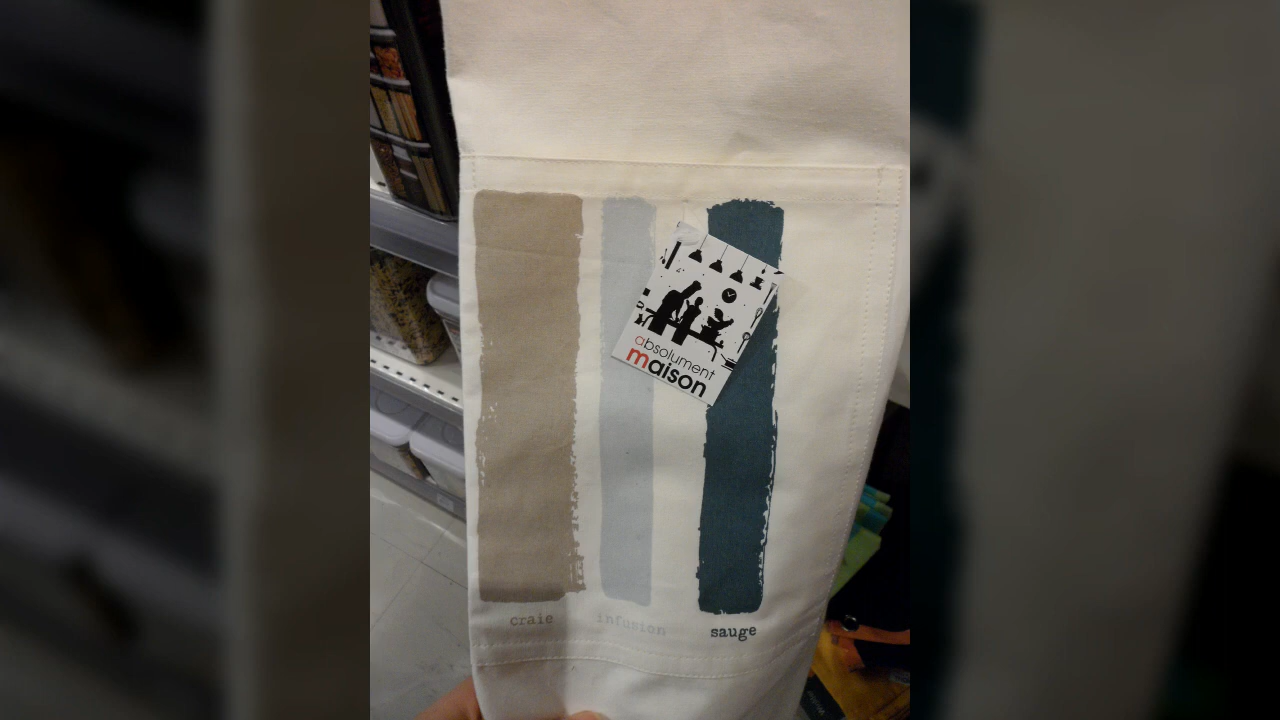 absolument
maison
craie
infusion
sauge